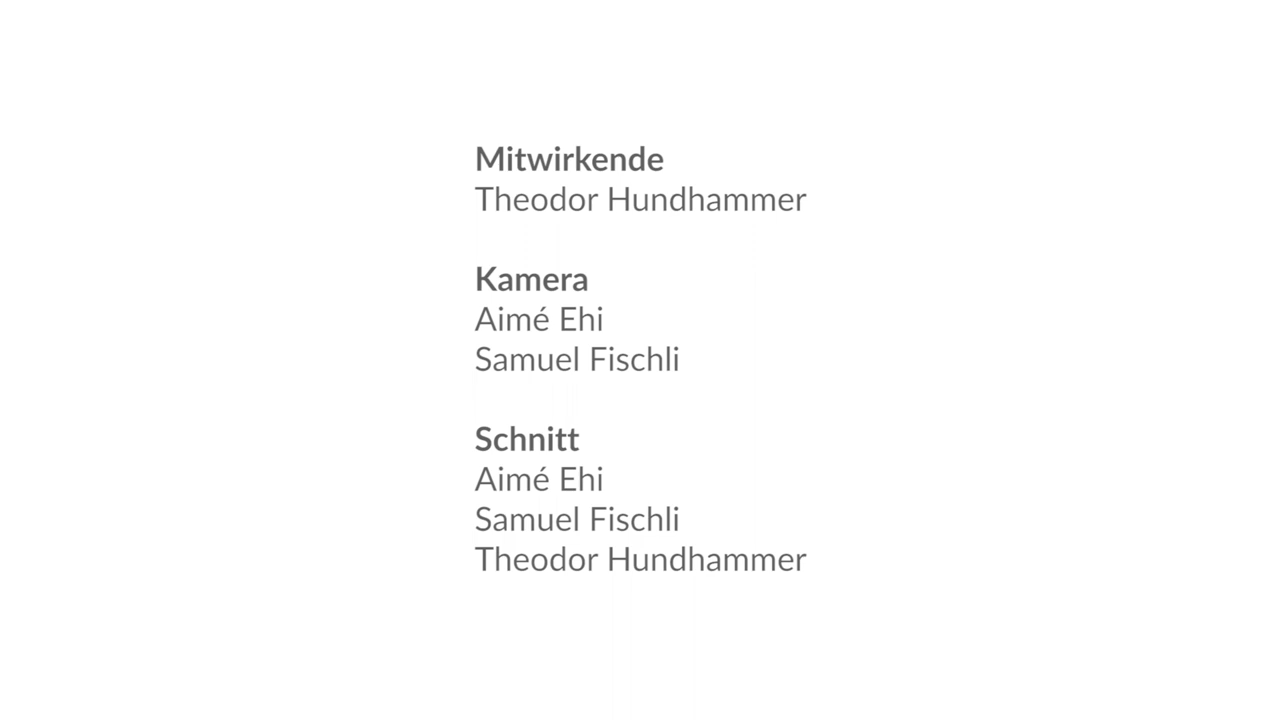 Mitwirkende
Theodor Hundhammer
Kamera
Aimé Ehi
Samuel Fischli
Schnitt
Aimé Ehi
Samuel Fischli
Theodor Hundhammer